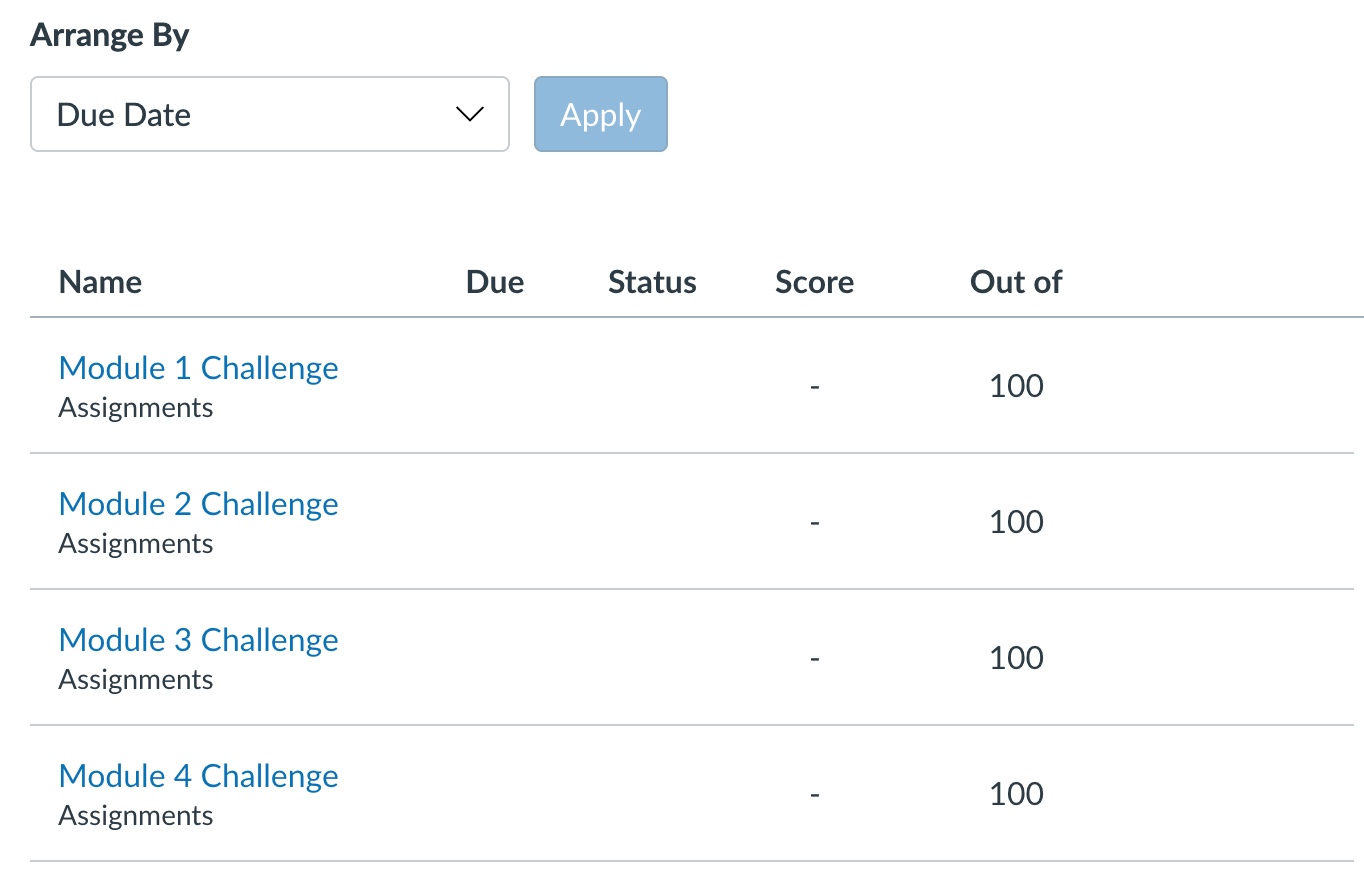 Arrange By
Due Date
Apply
Name Due Status Score Out of
Module 1 Challenge
Assignments
- 100
Module 2 Challenge
Assignments
- 100
Module 3 Challenge
Assignments
- 100
Module 4 Challenge
Assignments
- 100